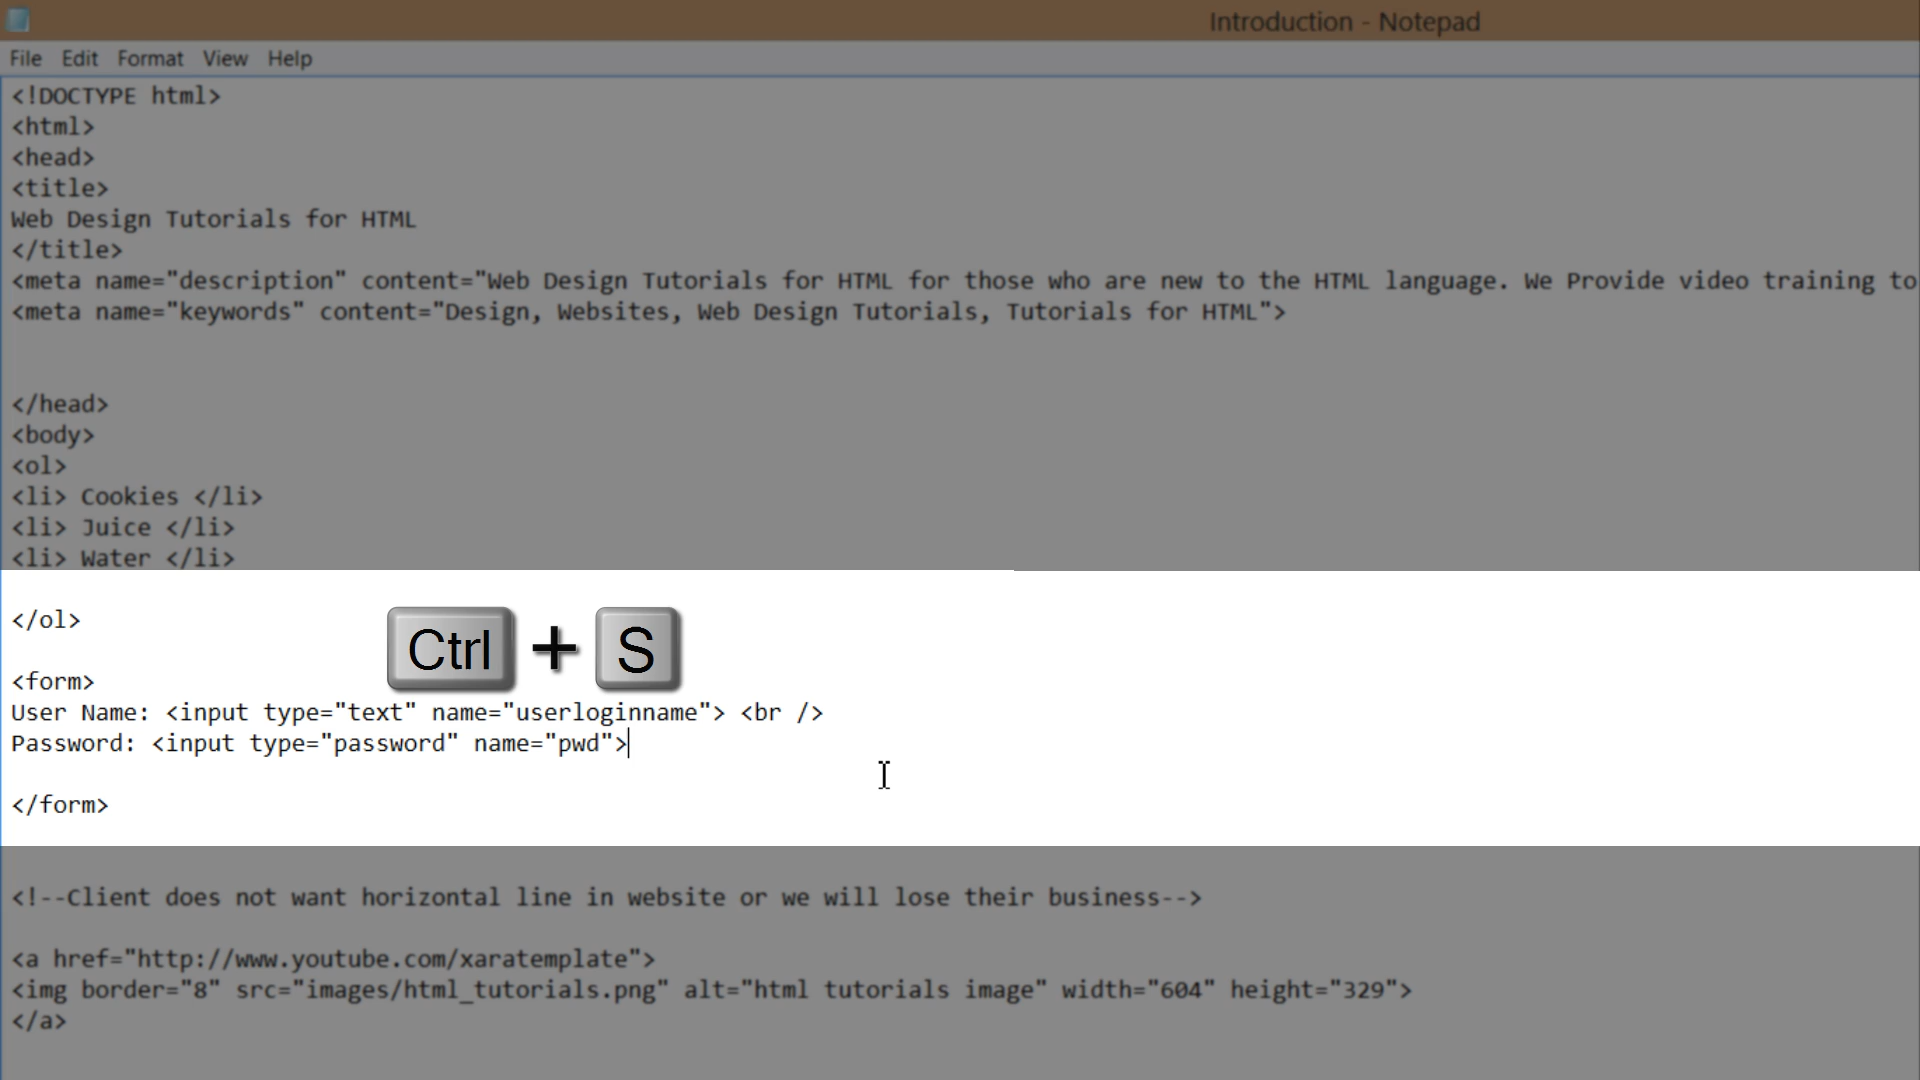 Introduction - Notepad
File Edit Format View Help
<!DOCTYPE html>
<html>
<head>
<title>
Web Design Tutorials for HTML
</title>
<meta name="description" content="Web Design Tutorials for HTML for those who are new to the HTML language. We Provide video training to
<meta name="keywords" content="Design, Websites, Web Design Tutorials, Tutorials for HTML">
</head>
<body>
<ol>
<li> Cookies </li>
<li> Juice </li>
<li> Water </li>
</ol>
Ctrl + S
<form>
User Name: <input type="text" name="userloginname"> <br />
Password: <input type="password" name="pwd">
</form>
<!--Client does not want horizontal line in website or we will lose their business-->
<a href="http://www.youtube.com/xaratemplate">
<img border="8" src="images/html_tutorials.png" alt="html tutorials image" width="604" height="329">
</a>